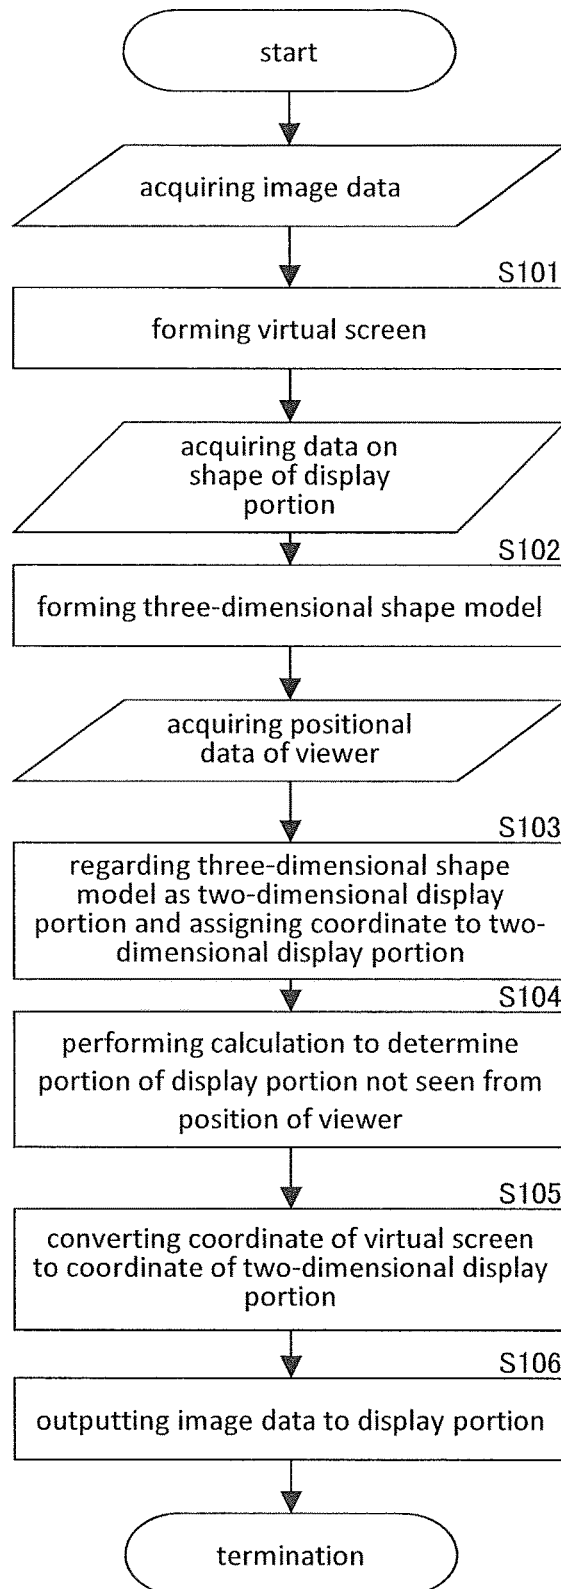 start
acquiring image data
S101
forming virtual screen
acquiring data on
shape of display
portion
S102
forming three-dimensional shape model
acquiring positional
data of viewer
S103
regarding three-dimensional shape
model as two-dimensional display
portion and assigning coordinate to two-
dimensional display portion
S104
performing calculation to determine
portion of display portion not seen from
position of viewer
S105
converting coordinate of virtual screen
to coordinate of two-dimensional display
portion
S106
outputting image data to display portion
termination